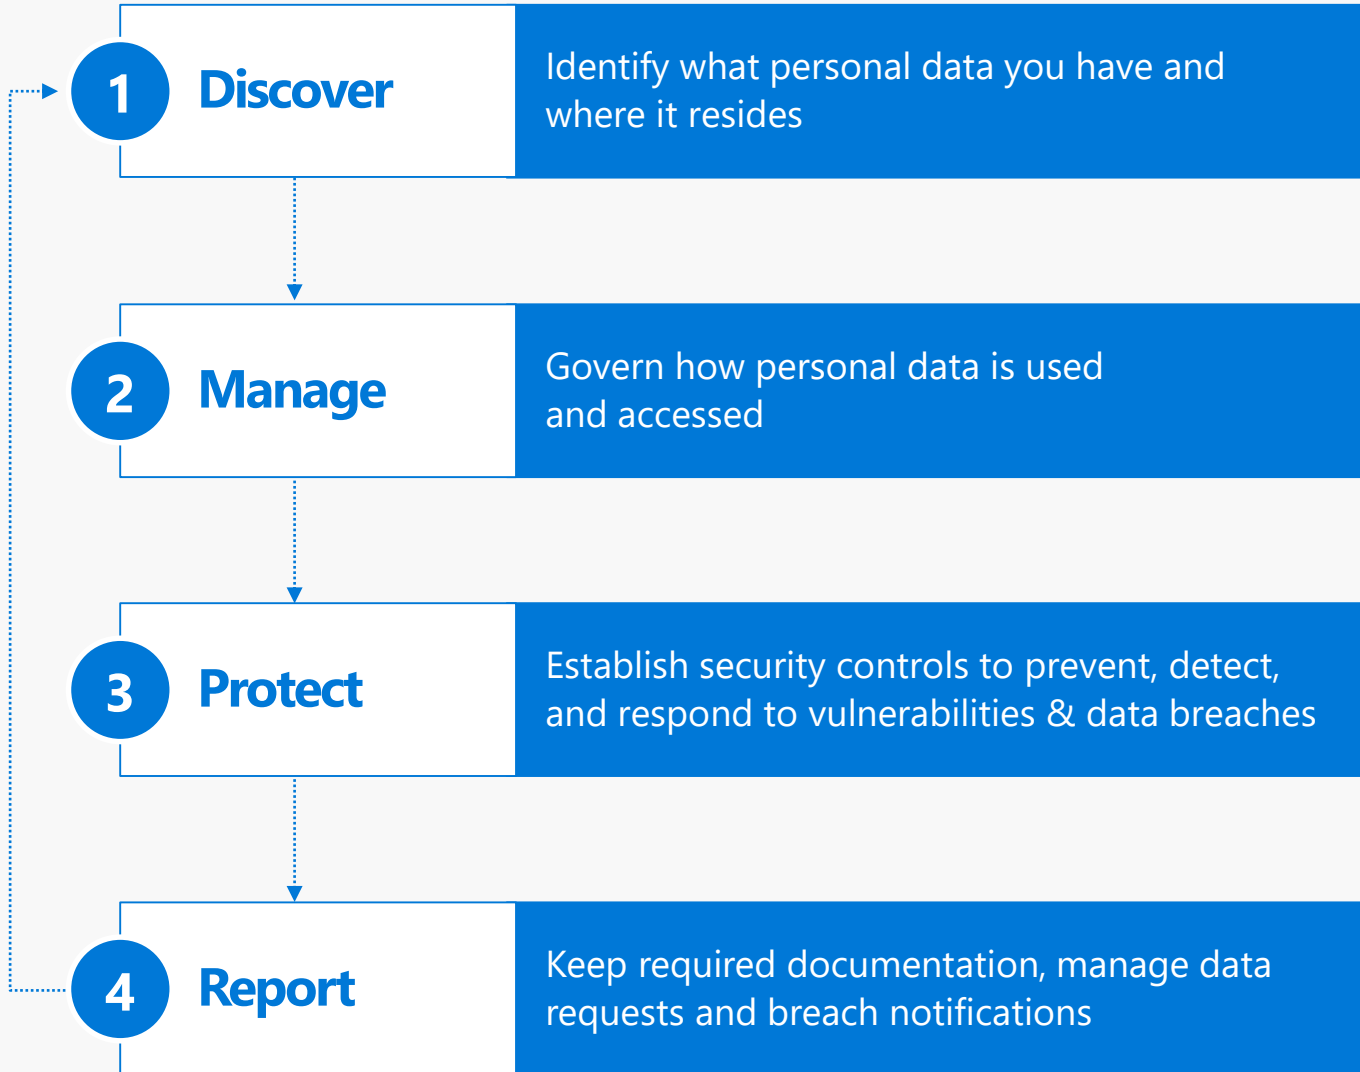 1
Discover
Identify what personal data you have and
where it resides
2
Manage
Govern how personal data is used
and accessed
3
Protect
Establish security controls to prevent, detect,
and respond to vulnerabilities & data breaches
4
Report
Keep required documentation, manage data
requests and breach notifications